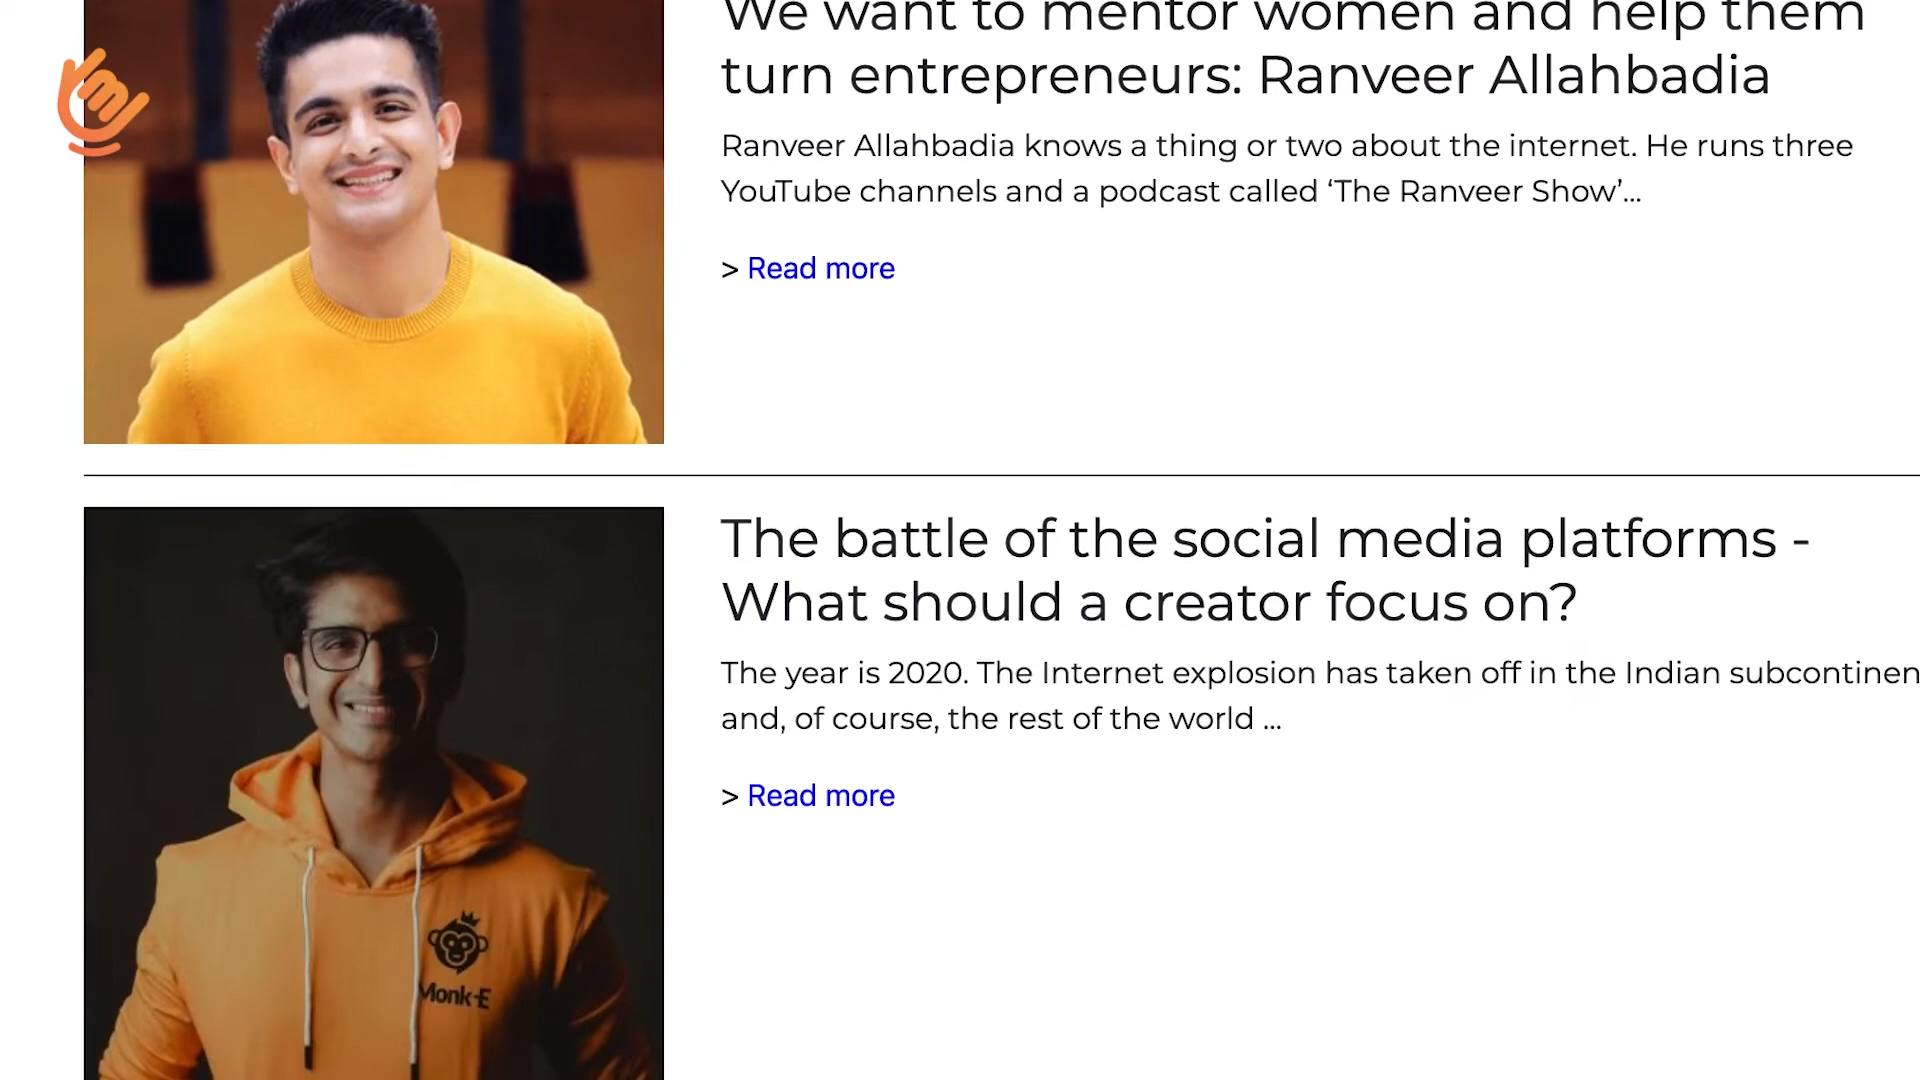 We want to mentor women and help them
turn entrepreneurs: Ranveer Allahbadia
Ranveer Allahbadia knows a thing or two about the internet. He runs three
YouTube channels and a podcast called ‘The Ranveer Show’...
> Read more
The battle of the social media platforms -
What should a creator focus on?
The year is 2020. The Internet explosion has taken off in the Indian subcontinen
and, of course, the rest of the world ...
> Read more
Monk-E